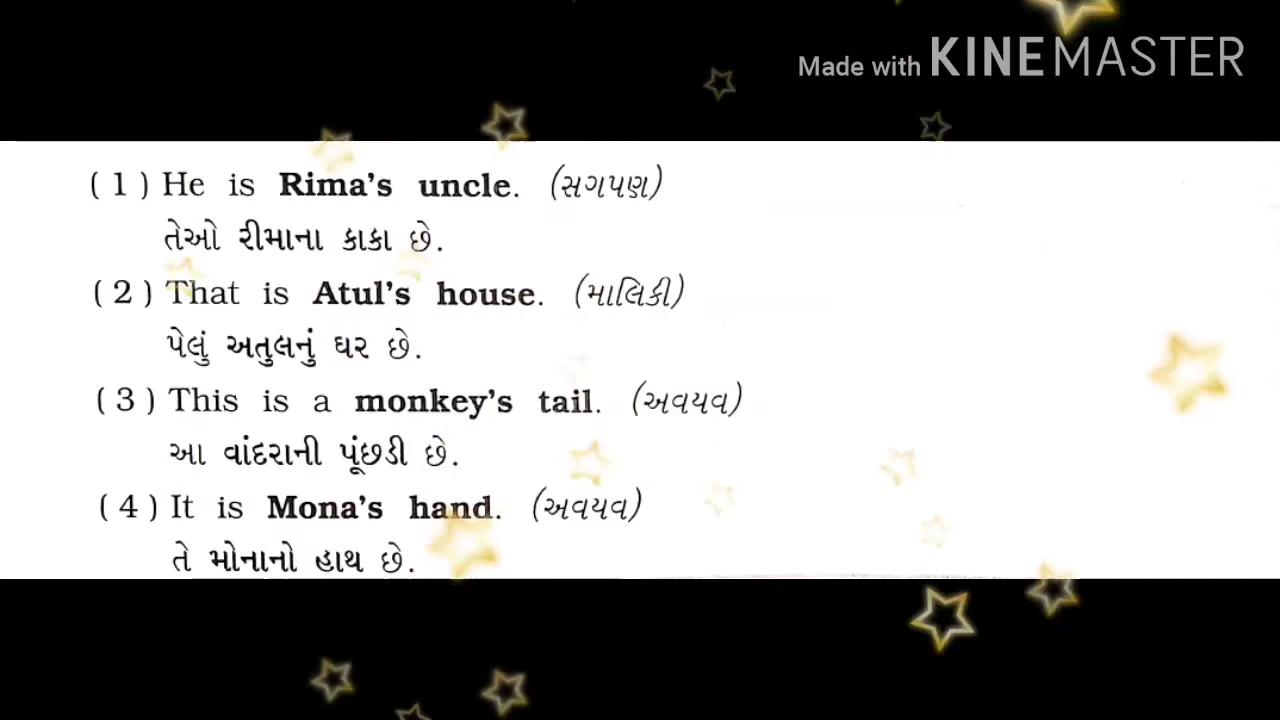 Made with KINEMASTER
( 1 ) He is Rima's uncle. (સગપણ)
તેઓ રીમાના કાકા છે.
( 2 ) That is Atul's house. (માલિકી)
પેલું અતુલનું ઘર છે.
( 3 ) This is a monkey's tail. (અવયવ)
આ વાંદરાની પૂંછડી છે.
( 4 ) It is Mona's hand. (અવયવ)
તે મોનાનો હાથ છે.